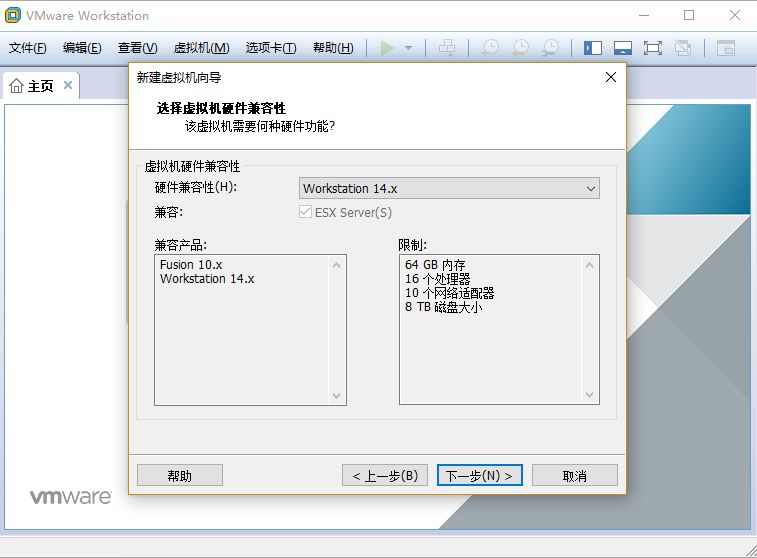 VMware Workstation
文件(F) 编辑(E) 查看(V) 虚拟机(M) 选项卡(T) 帮助(H)
主页
新建虚拟机向导
选择虚拟机硬件兼容性
该虚拟机需要何种硬件功能?
虚拟机硬件兼容性
硬件兼容性(H): Workstation 14.x
兼容: ESX Server(S)
兼容产品: 限制:
Fusion 10.x
Workstation 14.x
64 GB 内存
16 个处理器
10 个网络适配器
8 TB 磁盘大小
帮助 < 上一步(B) 下一步(N) > 取消
vmware